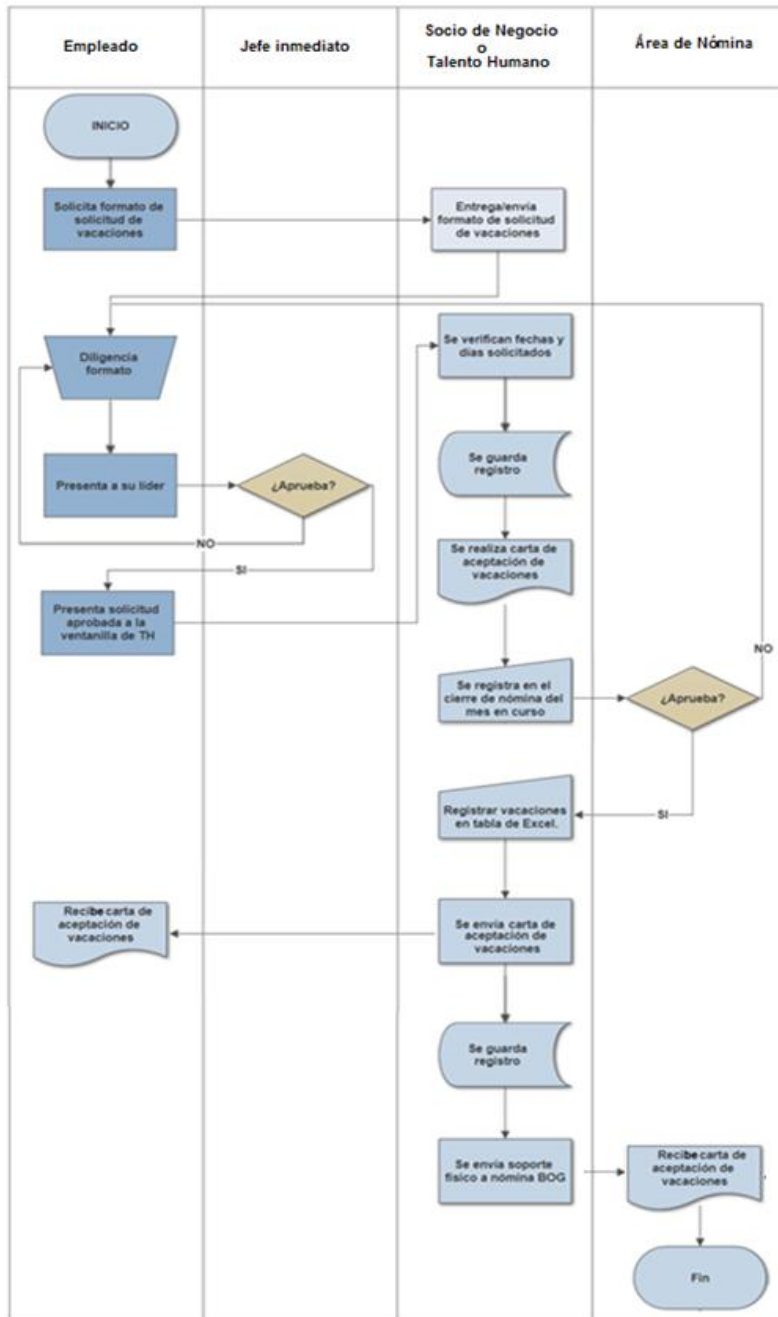 Empleado
Jefe inmediato
Socio de Negocio
o
Talento Humano
Área de Nómina
INICIO
Solicita formato de
solicitud de
vacaciones
Entrega/envía
formato de solicitud
de vacaciones
Diligencia
formato
Se verifican fechas y
días solicitados
Presenta a su líder
¿Aprueba?
Se guarda
registro
NO
SI
Se realiza carta de
aceptación de
vacaciones
Presenta solicitud
aprobada a la
ventanilla de TH
NO
Se registra en el
cierre de nómina del
mes en curso
¿Aprueba?
Registrar vacaciones
en tabla de Excel.
SI
Recibe carta de
aceptación de
vacaciones
Se envía carta de
aceptación de
vacaciones
Se guarda
registro
Se envía soporte
físico a nómina BOG
Recibe carta de
aceptación de
vacaciones
Fin